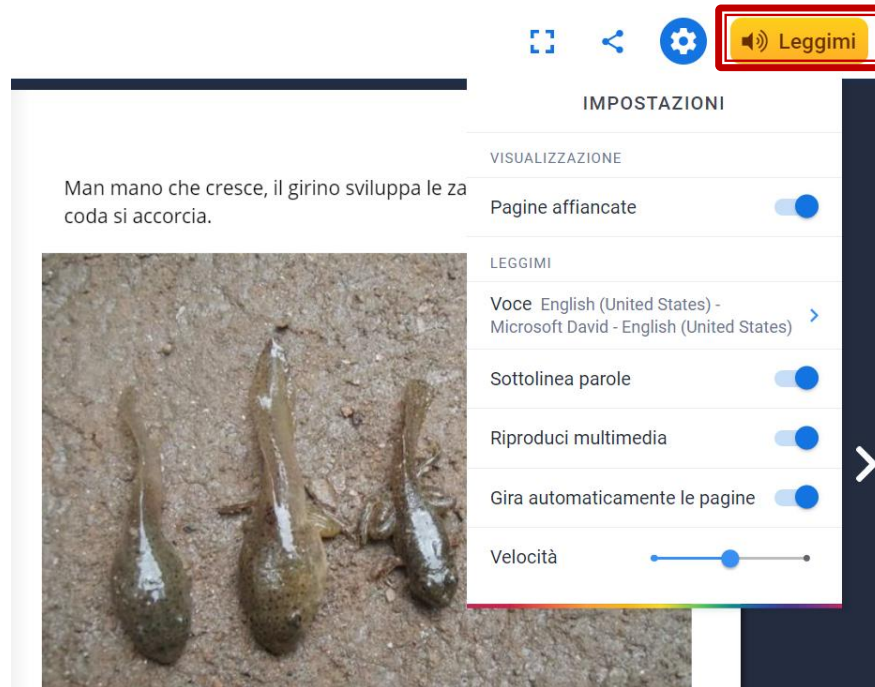 Leggimi
IMPOSTAZIONI
VISUALIZZAZIONE
Pagine affiancate
LEGGIMI
Voce English (United States) -
Microsoft David - English (United States)
Sottolinea parole
Riproduci multimedia
Gira automaticamente le pagine
Velocità
Man mano che cresce, il girino sviluppa le
coda si accorcia.